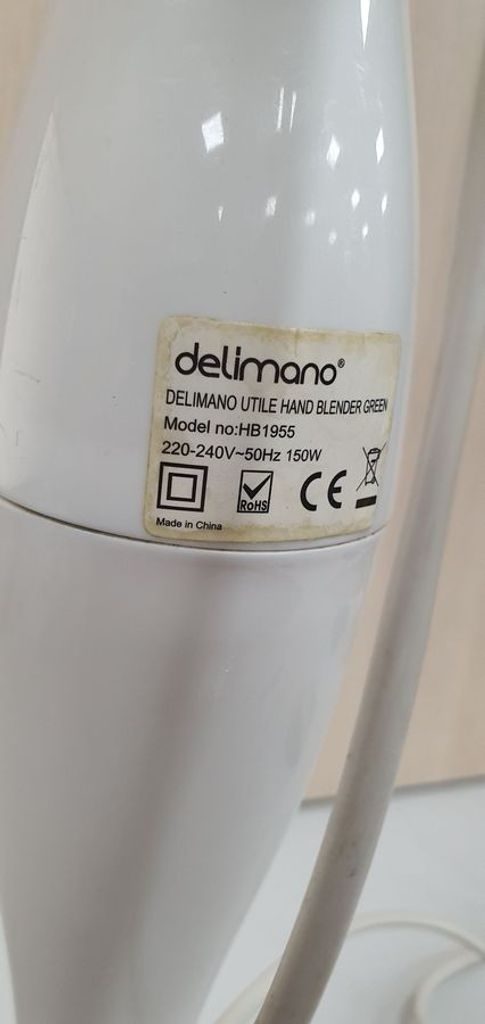 delimano®
DELIMANO UTILE HAND BLENDER GREEN
Model no:HB1955
220-240V~50Hz 150W
RoHS
CE
Made in China